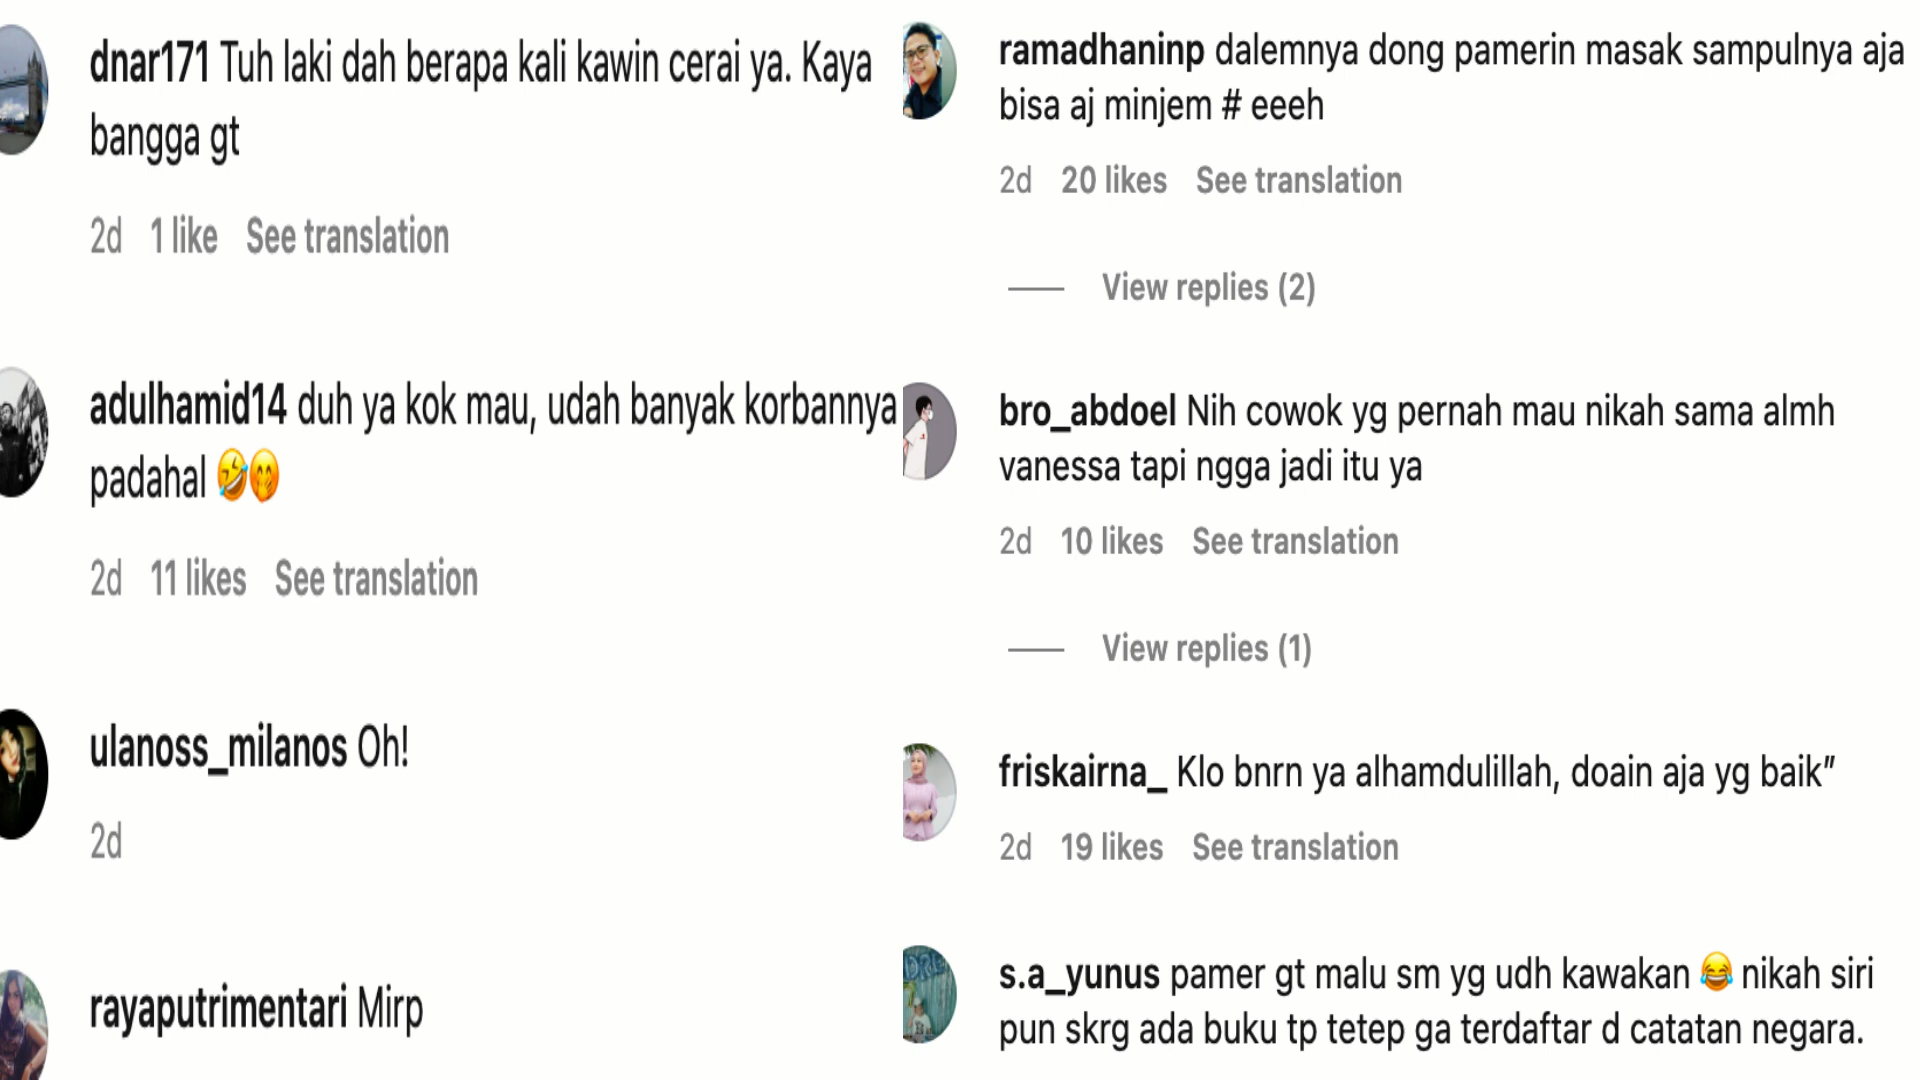 dnar171 Tuh laki dah berapa kali kawin cerai ya. Kaya
bangga gt
2d 1 like See translation
adulhamid14 duh ya kok mau, udah banyak korbannya
padahal 🤣🤭
2d 11 likes See translation
ulanoss_milanos Oh!
2d
rayaputrimentari Mirp
ramadhaninp dalemnya dong pamerin masak sampulnya aja
bisa aj minjem # eeeh
2d 20 likes See translation
View replies (2)
bro_abdoel Nih cowok yg pernah mau nikah sama almh
vanessa tapi ngga jadi itu ya
2d 10 likes See translation
View replies (1)
friskairna_ Klo bnrn ya alhamdulillah, doain aja yg baik”
2d 19 likes See translation
s.a_yunus pamer gt malu sm yg udh kawakan 😂 nikah siri
pun skrg ada buku tp tetep ga terdaftar d catatan negara.